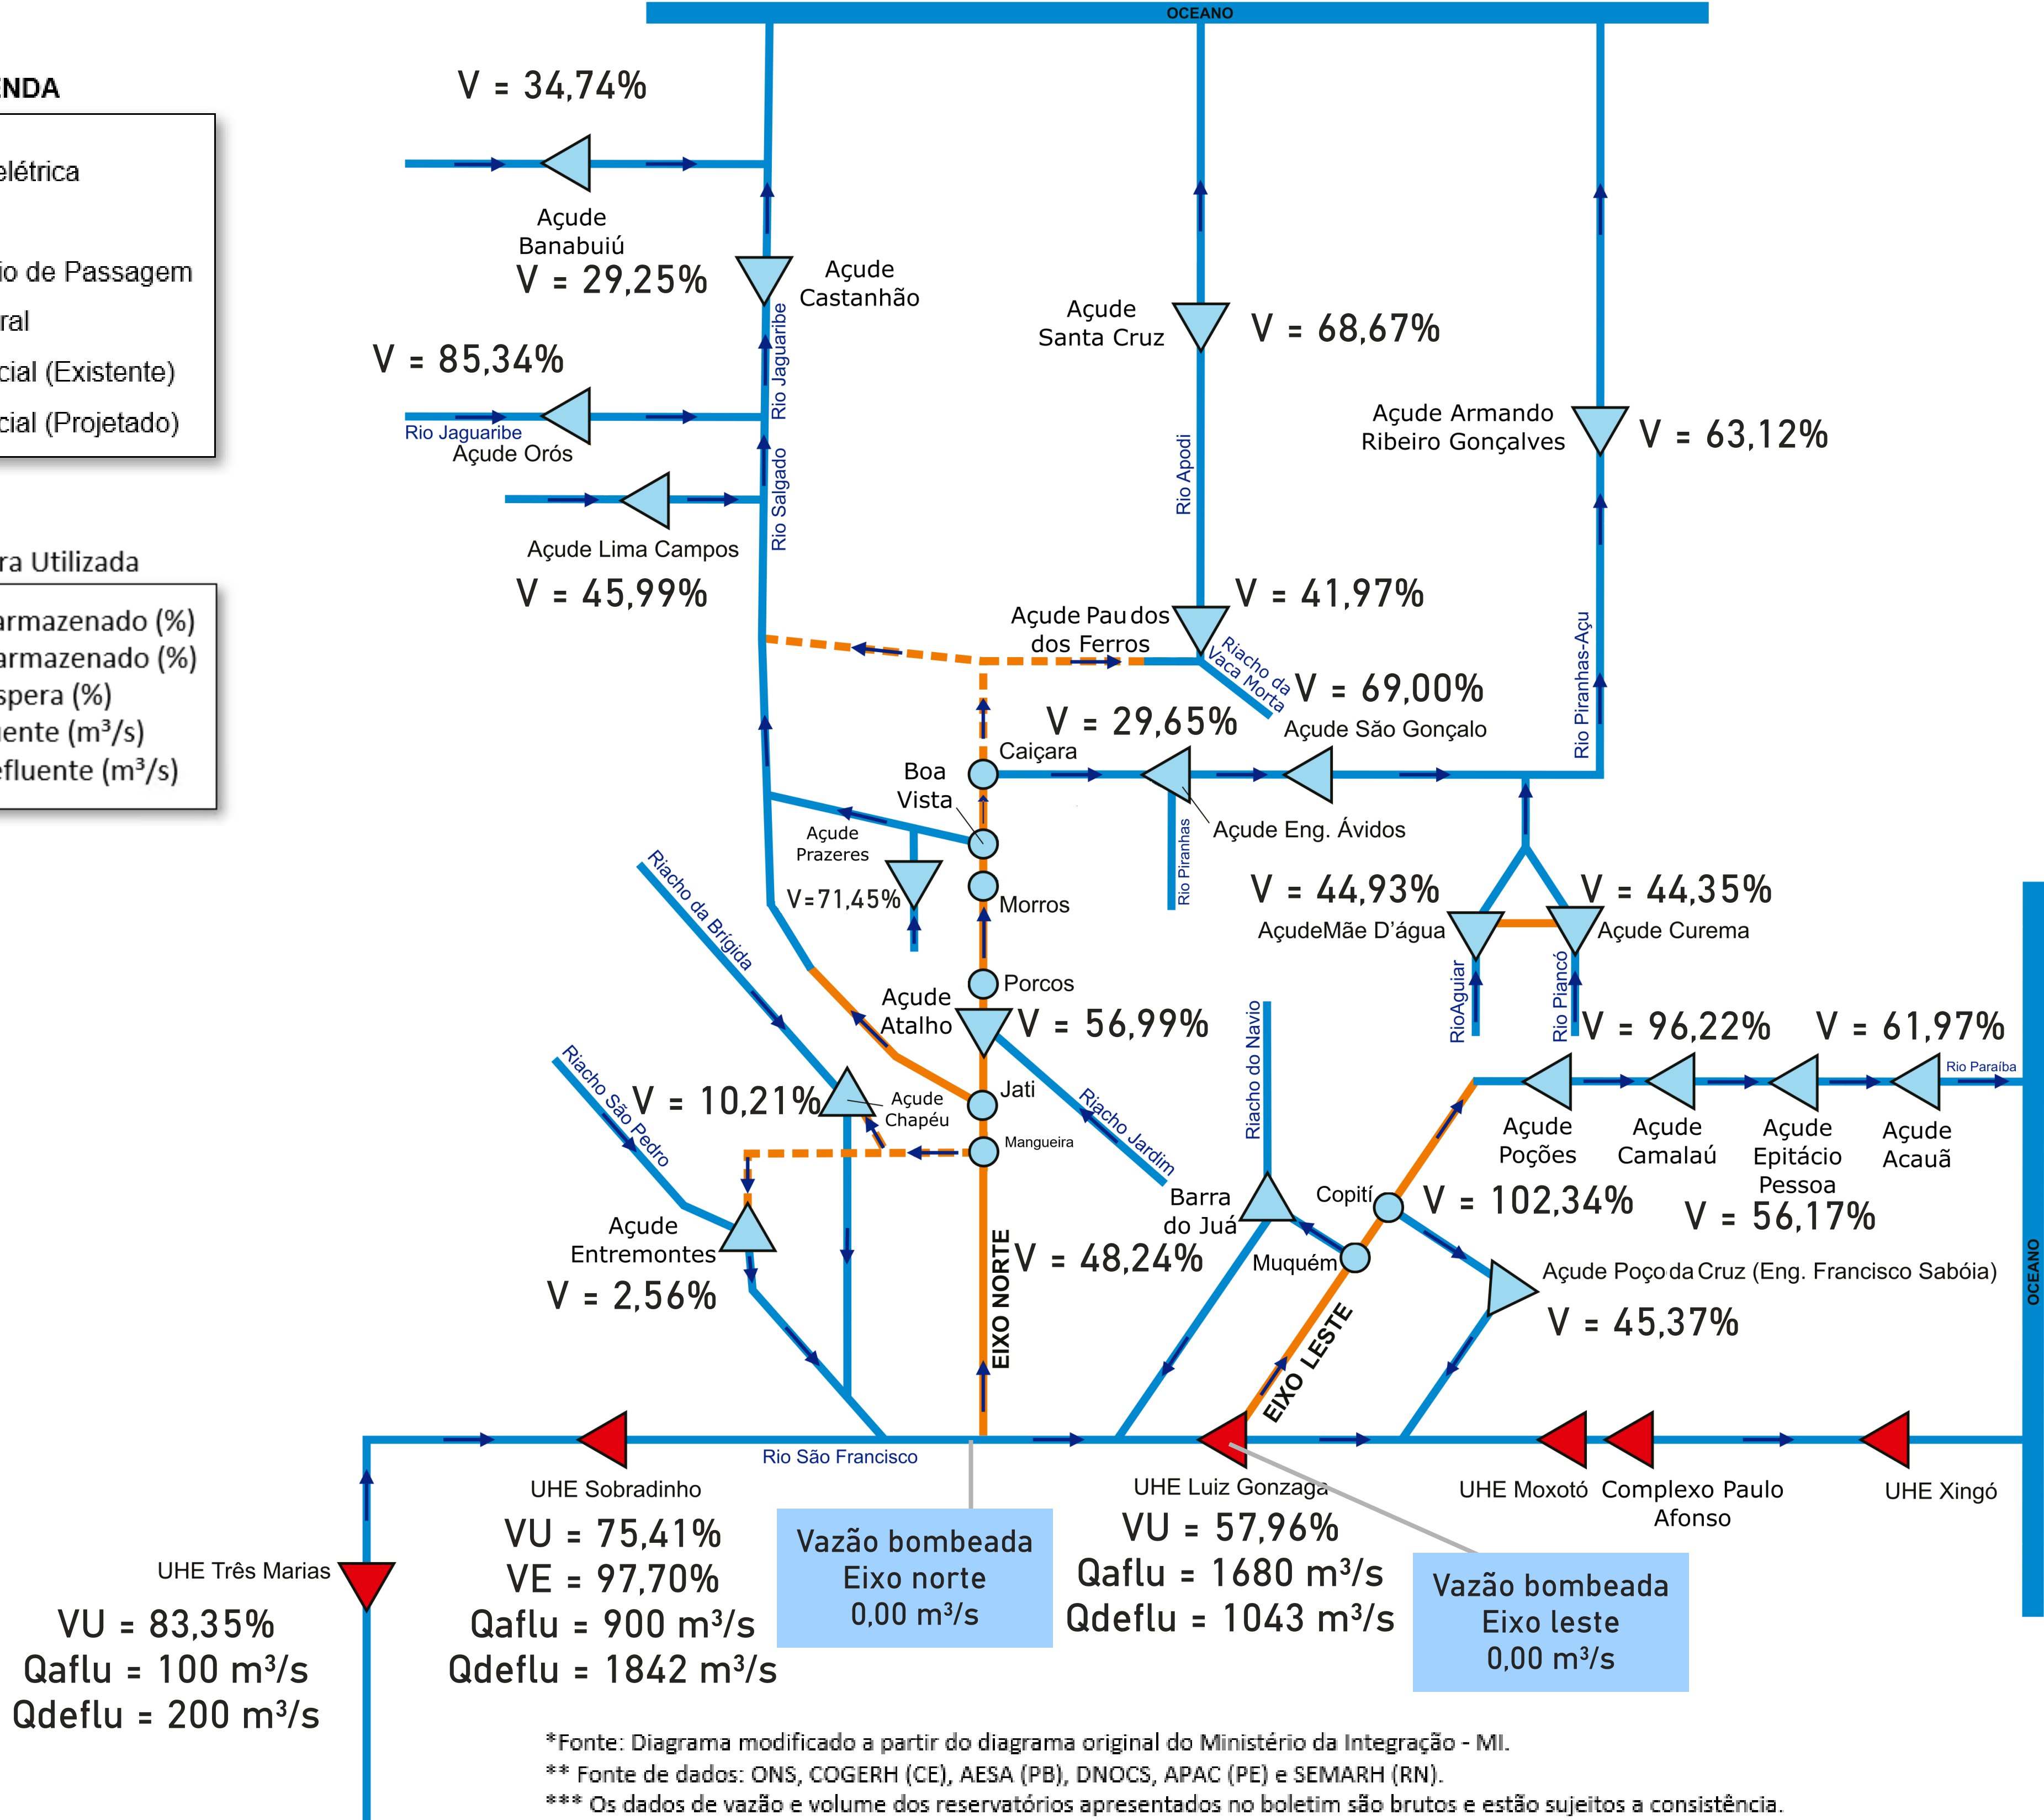 OCEANO
V = 34,74%
ENDA
elétrica
io de Passagem
ral
cial (Existente)
cial (Projetado)
Açude
Banabuiú
V = 29,25%
Açude
Castanhão
Rio Jaguaribe
V = 85,34%
Rio Jaguaribe
Açude Orós
Rio Salgado
Açude Lima Campos
V = 45,99%
Açude
Santa Cruz
V = 68,67%
Rio Apodi
Açude Armando
Ribeiro Gonçalves
V = 63,12%
Rio Piranhas-Açu
ra Utilizada
armazenado (%)
armazenado (%)
spera (%)
uente (m³/s)
efluente (m³/s)
Açude Pau dos
dos Ferros
V = 41,97%
Riacho da
Vaca Morta
V = 69,00%
Açude São Gonçalo
V = 29,65%
Caiçara
Boa
Vista
Açude Eng. Ávidos
Rio Piranhas
Açude
Prazeres
V=71,45%
Morros
Porcos
V = 44,93%
AçudeMãe D'água
V = 44,35%
Açude Curema
RioAguiar
Rio Piancó
Riacho da Brígida
Açude
Atalho
V = 56,99%
Riacho São Pedro
V = 10,21%
Açude
Chapéu
Jati
Mangueira
Riacho Jardim
Riacho do Navio
V = 96,22%
V = 61,97%
Rio Paraíba
Açude
Poções
Açude
Camalaú
Açude
Epitácio
Pessoa
Açude
Acauã
V = 102,34%
V = 56,17%
Barra
do Juá
Copití
Muquém
V = 48,24%
Açude
Entremontes
V = 2,56%
EIXO NORTE
EIXO LESTE
Açude Poço da Cruz (Eng. Francisco Sabóia)
V = 45,37%
OCEANO
Rio São Francisco
UHE Sobradinho
VU = 75,41%
VE = 97,70%
Qaflu = 900 m³/s
Qdeflu = 1842 m³/s
Vazão bombeada
Eixo norte
0,00 m³/s
UHE Luiz Gonzaga
VU = 57,96%
Qaflu = 1680 m³/s
Qdeflu = 1043 m³/s
Vazão bombeada
Eixo leste
0,00 m³/s
UHE Moxotó
Complexo Paulo
Afonso
UHE Xingó
UHE Três Marias
VU = 83,35%
Qaflu = 100 m³/s
Qdeflu = 200 m³/s
*Fonte: Diagrama modificado a partir do diagrama original do Ministério da Integração - MI.
** Fonte de dados: ONS, COGERH (CE), AESA (PB), DNOCS, APAC (PE) e SEMARH (RN).
*** Os dados de vazão e volume dos reservatórios apresentados no boletim são brutos e estão sujeitos a consistência.